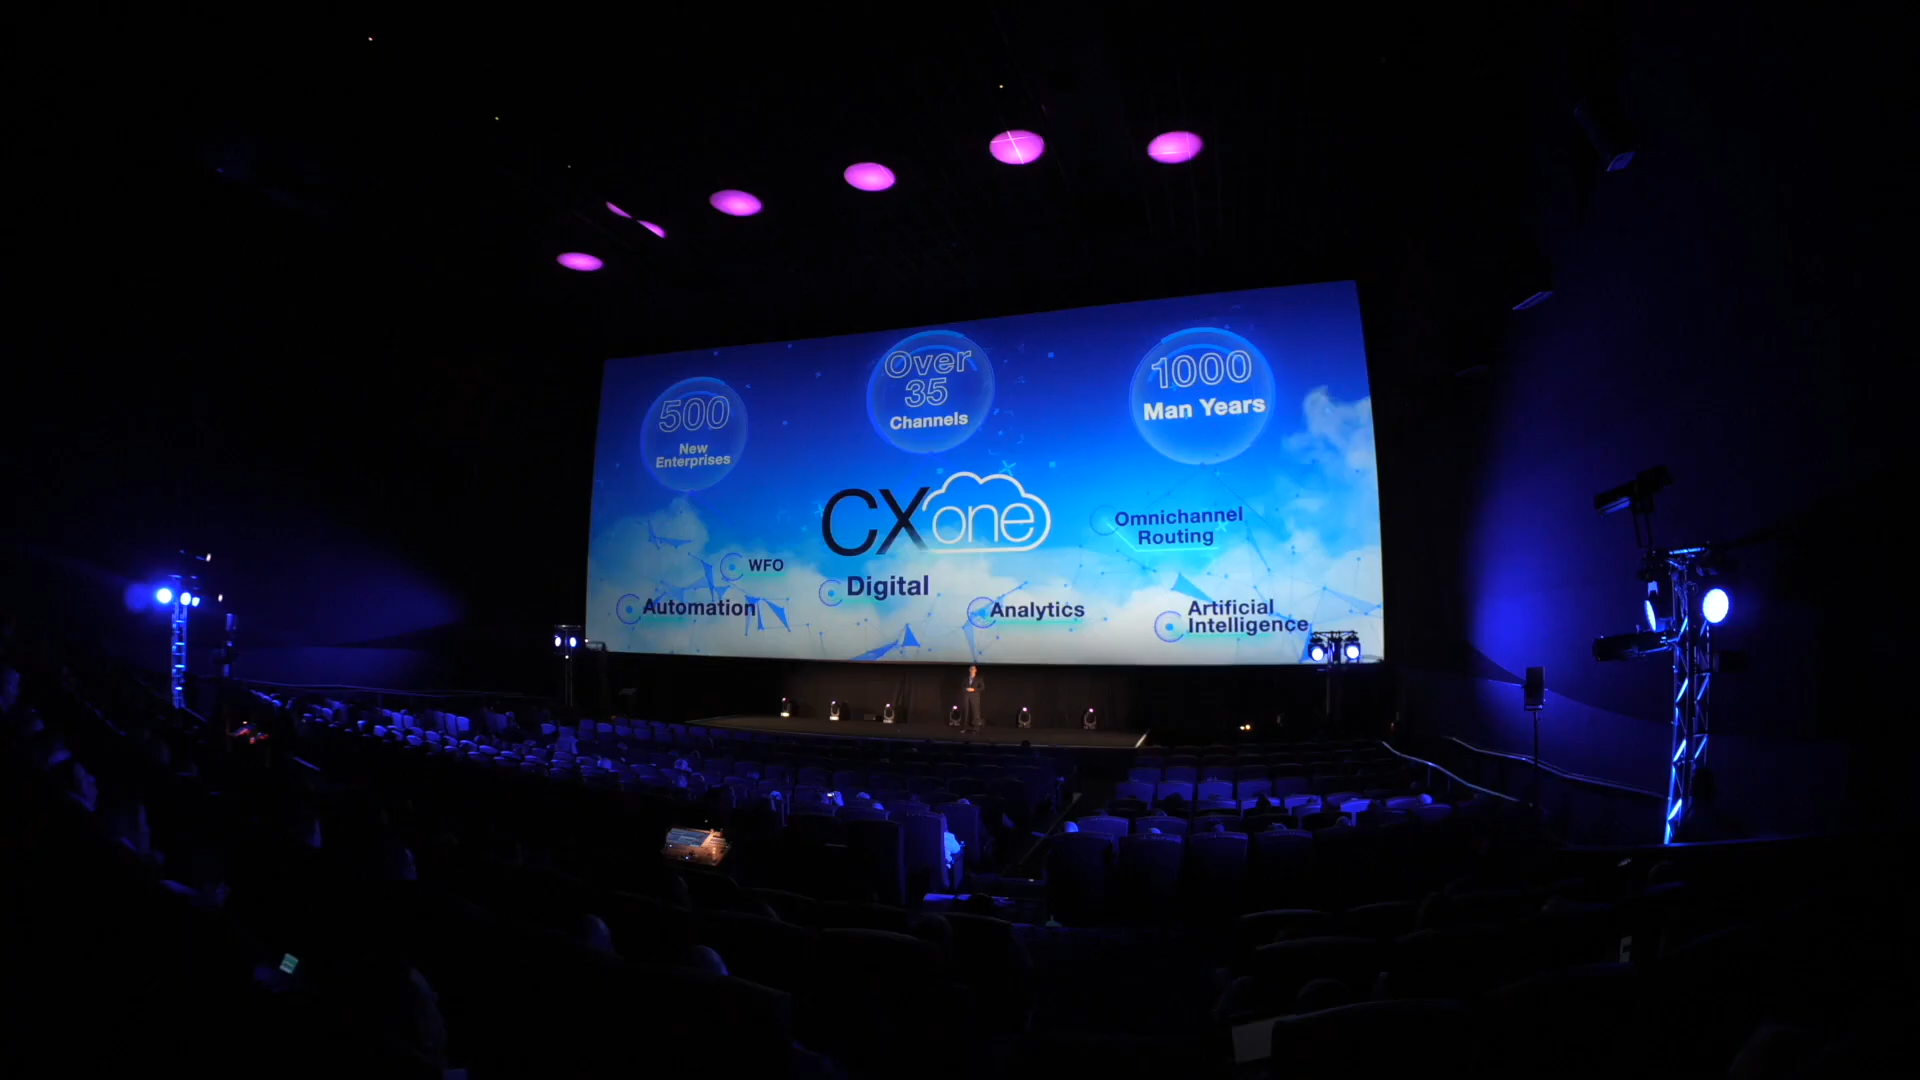 500
New
Enterprises
Over
35
Channels
1000
Man Years
CXone
Omnichannel
Routing
WFO
Digital
Automation
Analytics
Artificial
Intelligence